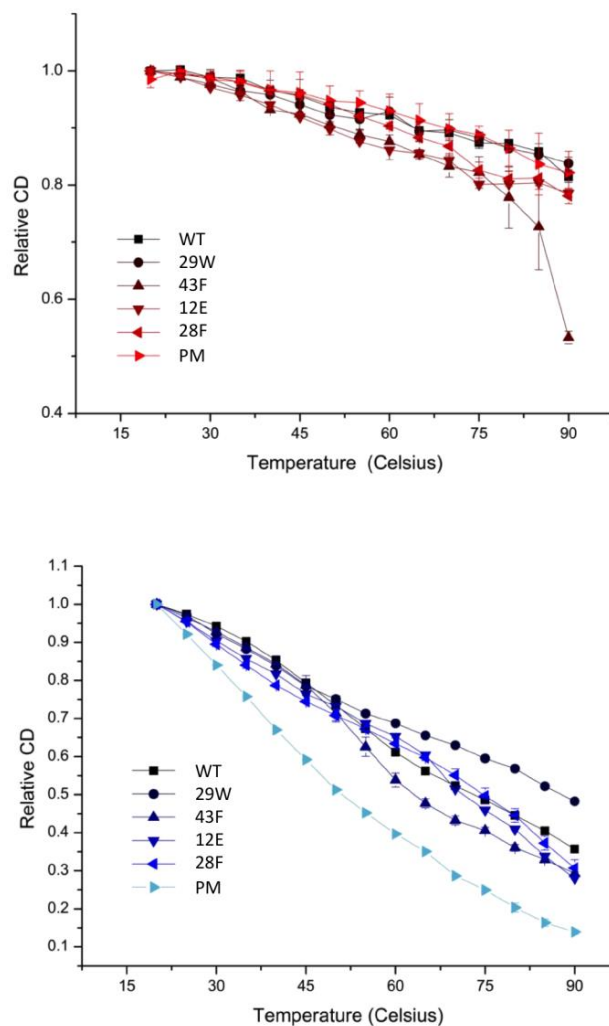 1.0
0.8
0.6
0.4
Relative CD
WT
29W
43F
12E
28F
PM
15 30 45 60 75 90
Temperature (Celsius)
1.1
1.0
0.9
0.8
0.7
0.6
0.5
0.4
0.3
0.2
0.1
Relative CD
WT
29W
43F
12E
28F
PM
15 30 45 60 75 90
Temperature (Celsius)